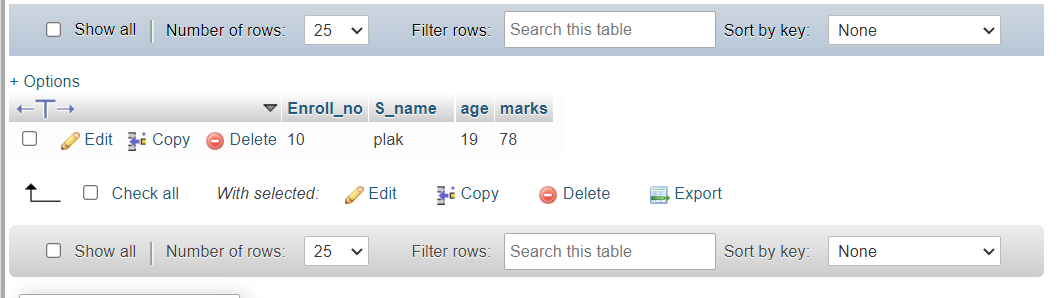 Show all Number of rows: 25 Filter rows: Search this table Sort by key: None
+ Options
←T→ Enroll_no S_name age marks
Edit Copy Delete 10 plak 19 78
Check all With selected: Edit Copy Delete Export
Show all Number of rows: 25 Filter rows: Search this table Sort by key: None